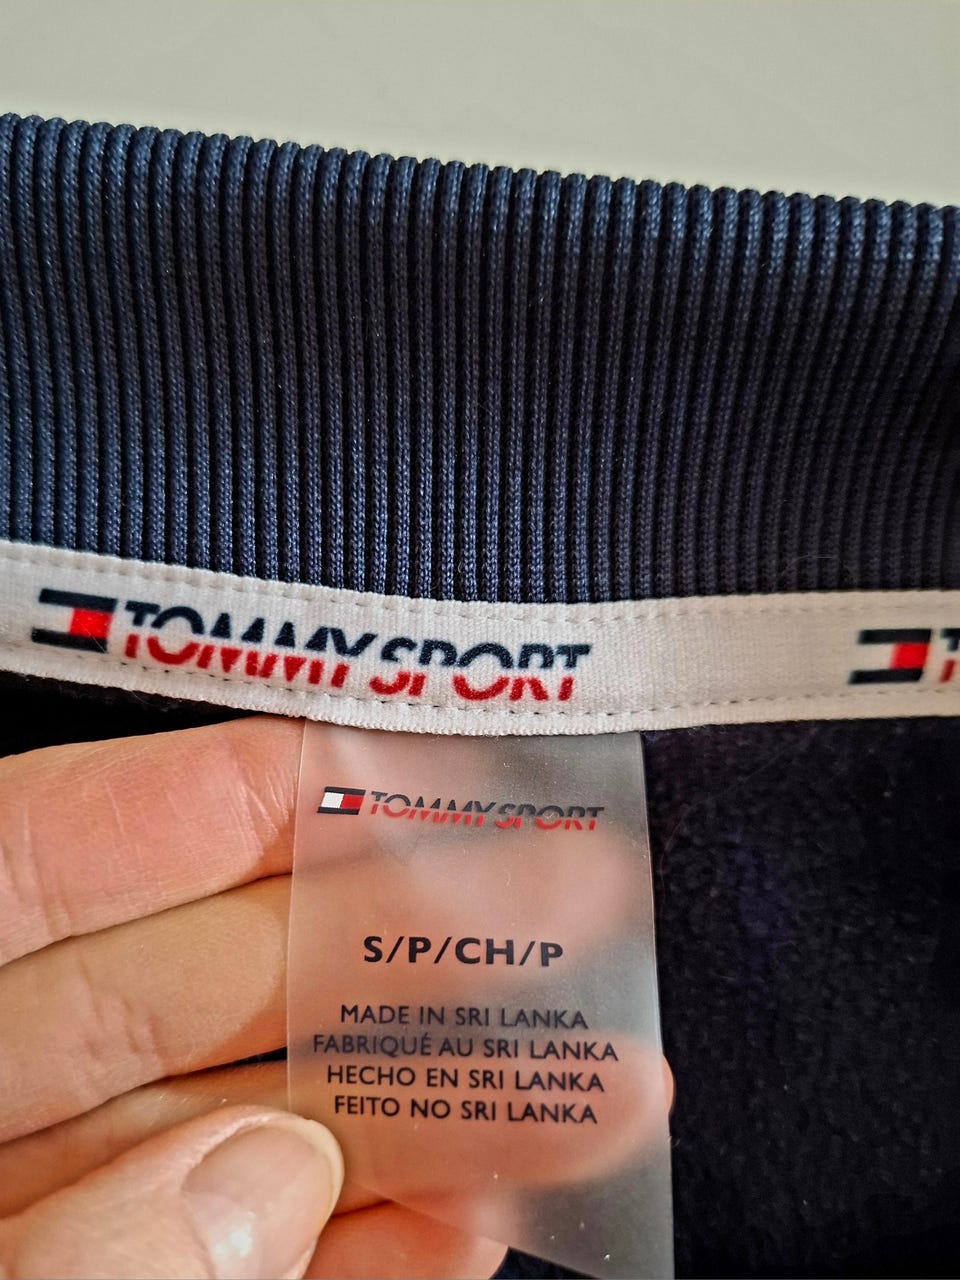 TOMMY SPORT
T
TOMMY SPORT
S/P/CH/P
MADE IN SRI LANKA
FABRIQUÉ AU SRI LANKA
HECHO EN SRI LANKA
FEITO NO SRI LANKA